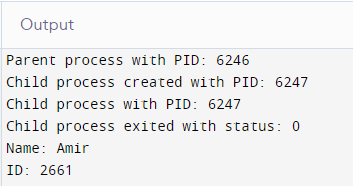 Output
Parent process with PID: 6246
Child process created with PID: 6247
Child process with PID: 6247
Child process exited with status: 0
Name: Amir
ID: 2661